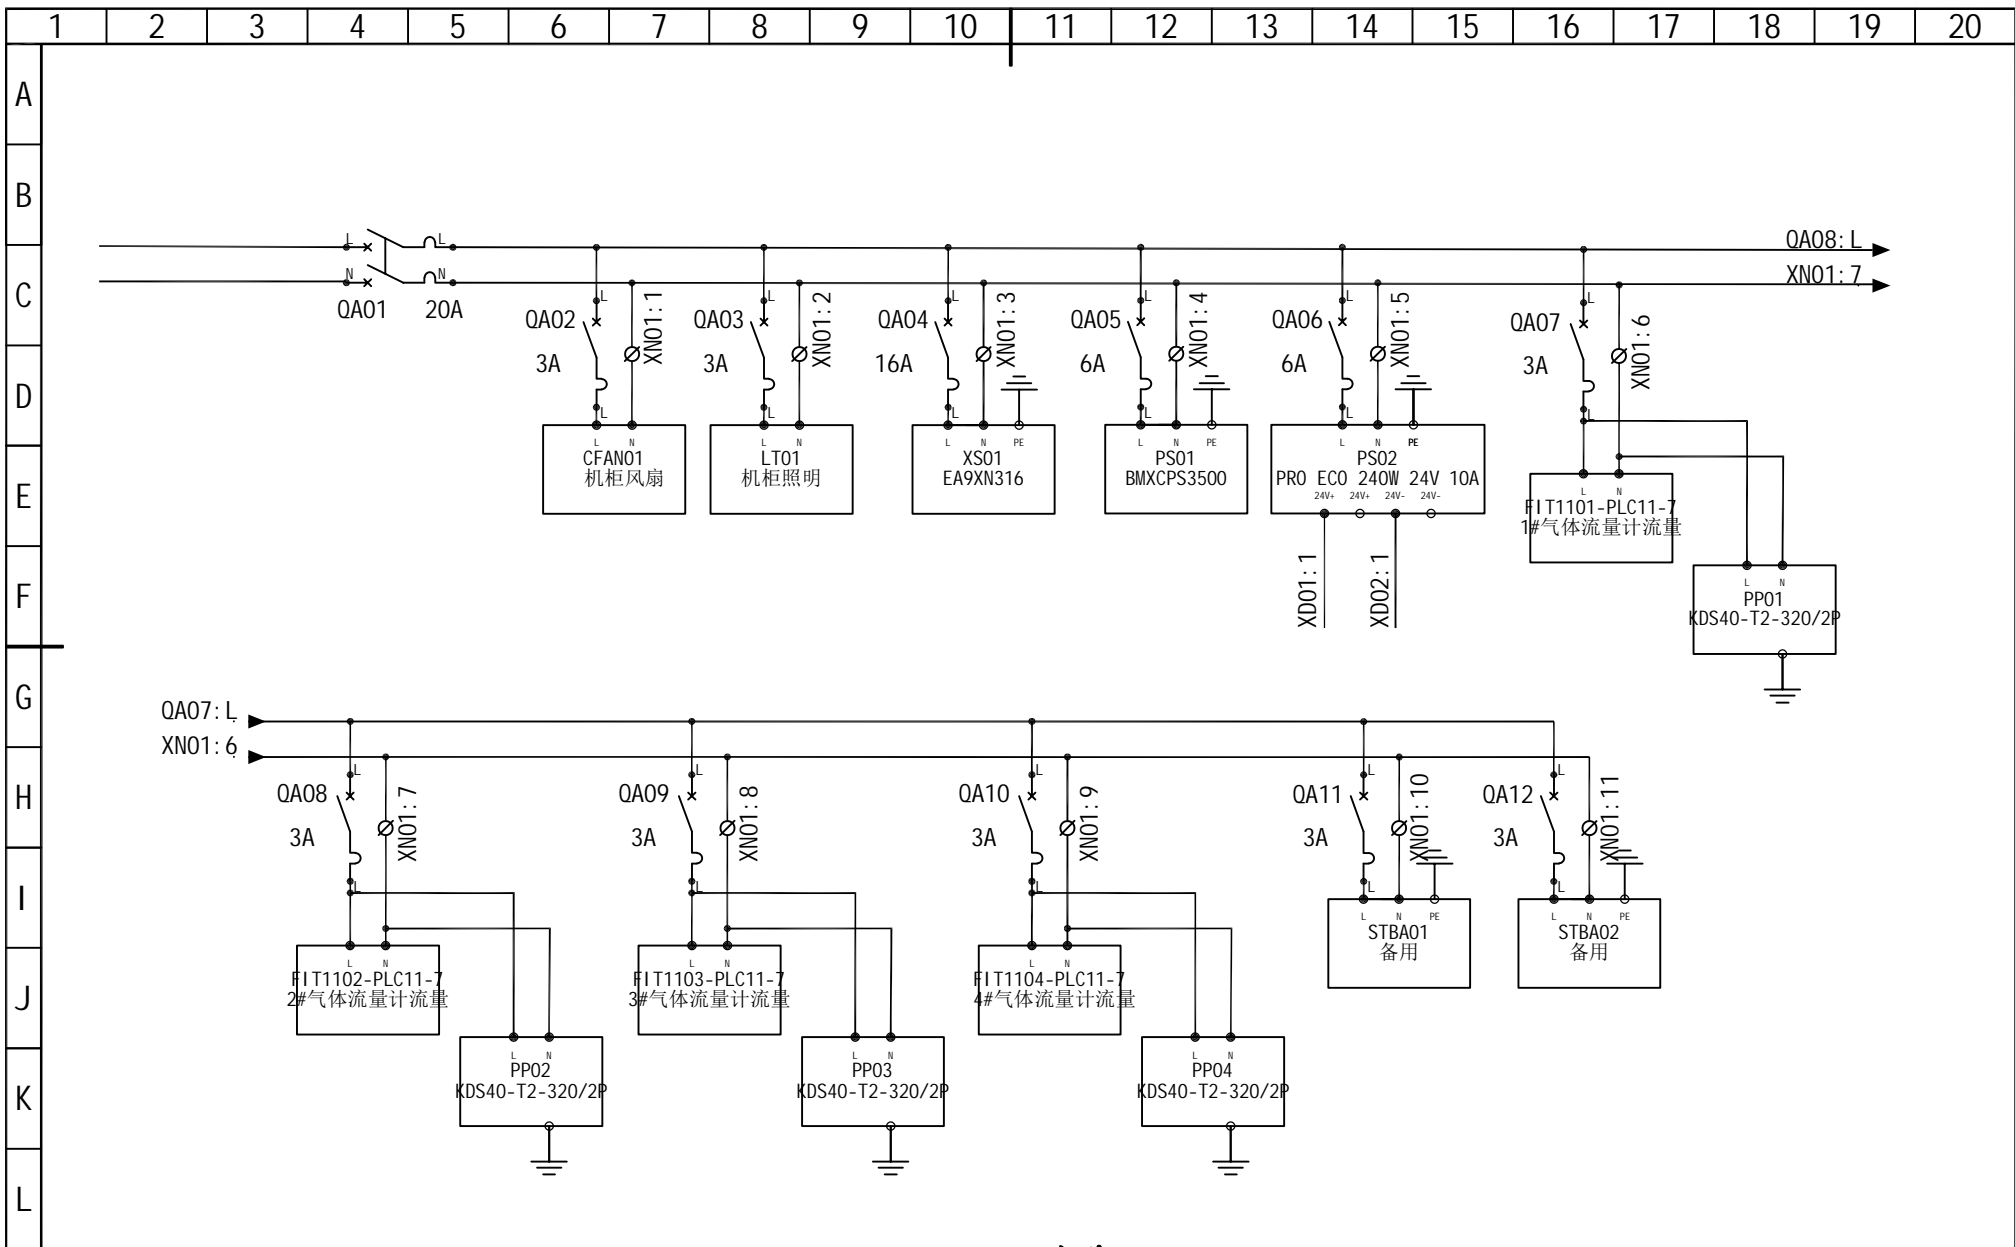 1 2 3 4 5 6 7 8 9 10 11 12 13 14 15 16 17 18 19 20
A
B
C
D
E
F
G
H
I
J
K
L
L L
N N
QA01 20A
QA08:L
XN01:7
QA02
3A
L
L
XN01:1
QA03
3A
L
L
XN01:2
QA04
16A
L
L
XN01:3
QA05
6A
L
L
XN01:4
QA06
6A
L
L
XN01:5
QA07
3A
L
L
XN01:6
L N
CFAN01
机柜风扇
L N
LT01
机柜照明
L N PE
XS01
EA9XN316
L N PE
PS01
BMXCPS3500
L N PE
PS02
PRO ECO 240W 24V 10A
24V+ 24V+ 24V- 24V-
XD01:1
XD02:1
L N
FIT1101-PLC11-7
1#气体流量计流量
L N
PP01
KDS40-T2-320/2P
QA07:L
XN01:6
QA08
3A
L
L
XN01:7
QA09
3A
L
L
XN01:8
QA10
3A
L
L
XN01:9
QA11
3A
L
L
XN01:10
QA12
3A
L
L
XN01:11
L N
FIT1102-PLC11-7
2#气体流量计流量
L N
PP02
KDS40-T2-320/2P
L N
FIT1103-PLC11-7
3#气体流量计流量
L N
PP03
KDS40-T2-320/2P
L N
FIT1104-PLC11-7
4#气体流量计流量
L N
PP04
KDS40-T2-320/2P
L N PE
STBA01
备用
L N PE
STBA02
备用